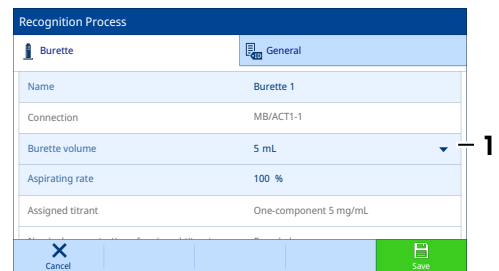 Recognition Process
Burette
General
Name Burette 1
Connection MB/ACT1-1
Burette volume 5 mL
1
Aspirating rate 100 %
Assigned titrant One-component 5 mg/mL
Cancel
Save